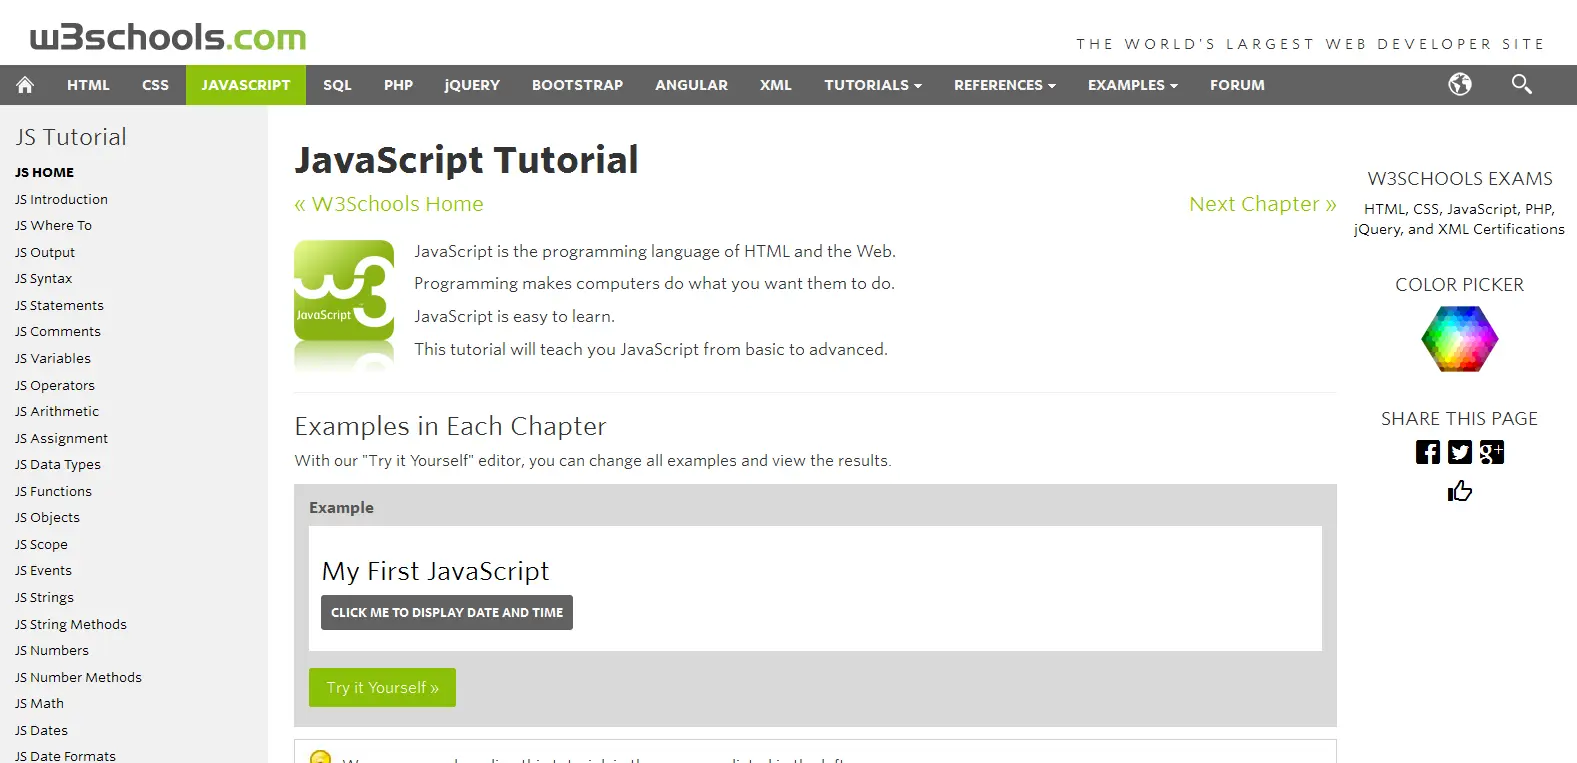 w3schools.com
THE WORLD'S LARGEST WEB DEVELOPER SITE
HTML CSS JAVASCRIPT SQL PHP jQUERY BOOTSTRAP ANGULAR XML TUTORIALS REFERENCES EXAMPLES FORUM
JS Tutorial
JS HOME
JS Introduction
JS Where To
JS Output
JS Syntax
JS Statements
JS Comments
JS Variables
JS Operators
JS Arithmetic
JS Assignment
JS Data Types
JS Functions
JS Objects
JS Scope
JS Events
JS Strings
JS String Methods
JS Numbers
JS Number Methods
JS Math
JS Dates
JS Date Formats
JavaScript Tutorial
« W3Schools Home
Next Chapter »
w3
JavaScript
JavaScript is the programming language of HTML and the Web.
Programming makes computers do what you want them to do.
JavaScript is easy to learn.
This tutorial will teach you JavaScript from basic to advanced.
Examples in Each Chapter
With our "Try it Yourself" editor, you can change all examples and view the results.
Example
My First JavaScript
CLICK ME TO DISPLAY DATE AND TIME
Try it Yourself »
W3SCHOOLS EXAMS
HTML, CSS, JavaScript, PHP,
jQuery, and XML Certifications
COLOR PICKER
SHARE THIS PAGE
g+